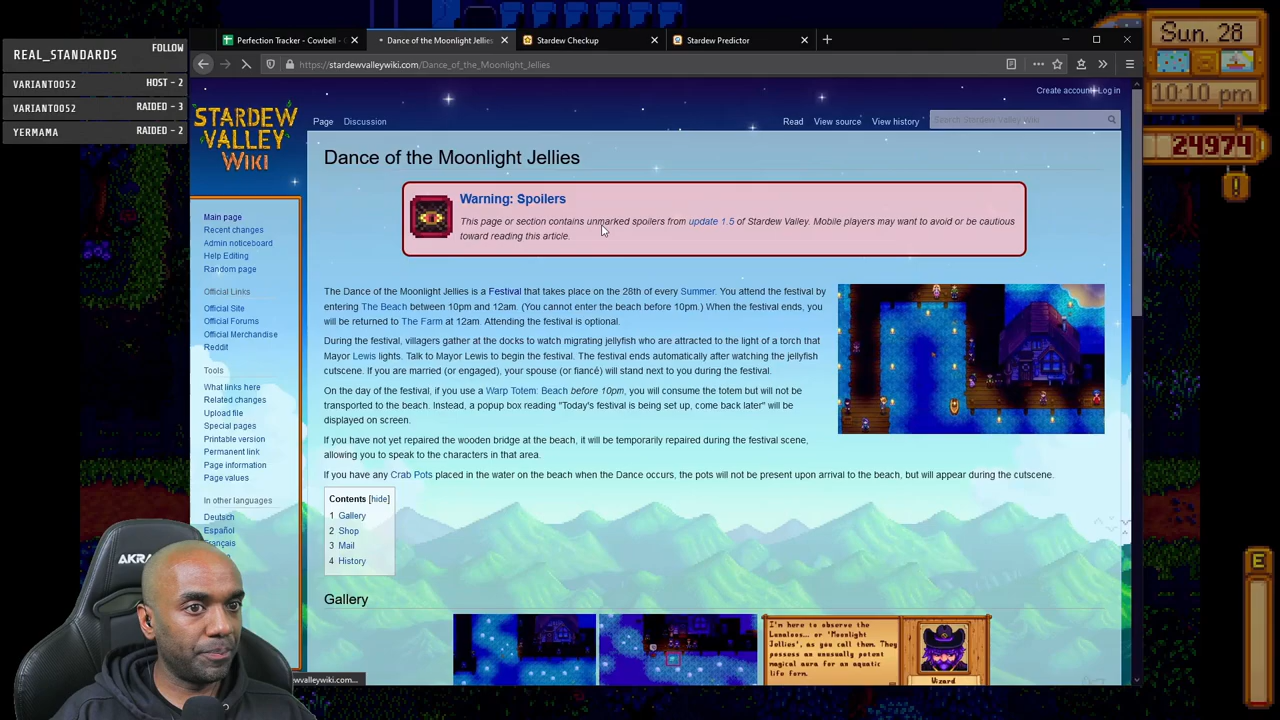 REAL_STANDARDS FOLLOW
VARIANT0052 HOST - 2
VARIANT0052 RAIDED - 3
YERMAMA RAIDED - 2
Perfection Tracker - Cowbell -
Dance of the Moonlight Jellies
Stardew Checkup
Stardew Predictor
https://stardewvalleywiki.com/Dance_of_the_Moonlight_Jellies
Sun. 28
10:10 pm
24974
STARDEW
VALLEY
WIKI
Create account Log in
Page Discussion Read View source View history Search Stardew Valley Wiki
Main page
Recent changes
Admin noticeboard
Help Editing
Random page
Official Links
Official Site
Official Forums
Official Merchandise
Reddit
Tools
What links here
Related changes
Upload file
Special pages
Printable version
Permanent link
Page information
Page values
In other languages
Deutsch
Español
Français
Dance of the Moonlight Jellies
Warning: Spoilers
This page or section contains unmarked spoilers from update 1.5 of Stardew Valley. Mobile players may want to avoid or be cautious
toward reading this article.
The Dance of the Moonlight Jellies is a Festival that takes place on the 28th of every Summer. You attend the festival by
entering The Beach between 10pm and 12am. (You cannot enter the beach before 10pm.) When the festival ends, you
will be returned to The Farm at 12am. Attending the festival is optional.
During the festival, villagers gather at the docks to watch migrating jellyfish who are attracted to the light of a torch that
Mayor Lewis lights. Talk to Mayor Lewis to begin the festival. The festival ends automatically after watching the jellyfish
cutscene. If you are married (or engaged), your spouse (or fiancé) will stand next to you during the festival.
On the day of the festival, if you use a Warp Totem: Beach before 10pm, you will consume the totem but will not be
transported to the beach. Instead, a popup box reading "Today's festival is being set up, come back later" will be
displayed on screen.
If you have not yet repaired the wooden bridge at the beach, it will be temporarily repaired during the festival scene,
allowing you to speak to the characters in that area.
If you have any Crab Pots placed in the water on the beach when the Dance occurs, the pots will not be present upon arrival to the beach, but will appear during the cutscene.
Contents [hide]
1 Gallery
2 Shop
3 Mail
4 History
Gallery
I'm here to observe the
Lunaloos... or 'Moonlight
Jellies', as you call them. They
possess an unusually potent
magical aura for an aquatic
life form.
Wizard
wvalleywiki.com...
AKRA
E